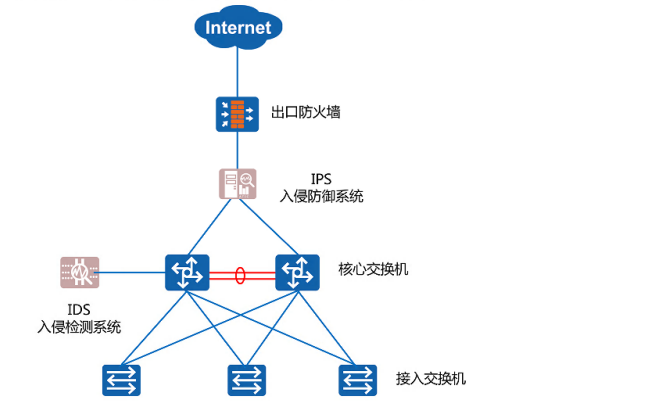 Internet
出口防火墙
IPS
入侵防御系统
核心交换机
IDS
入侵检测系统
接入交换机